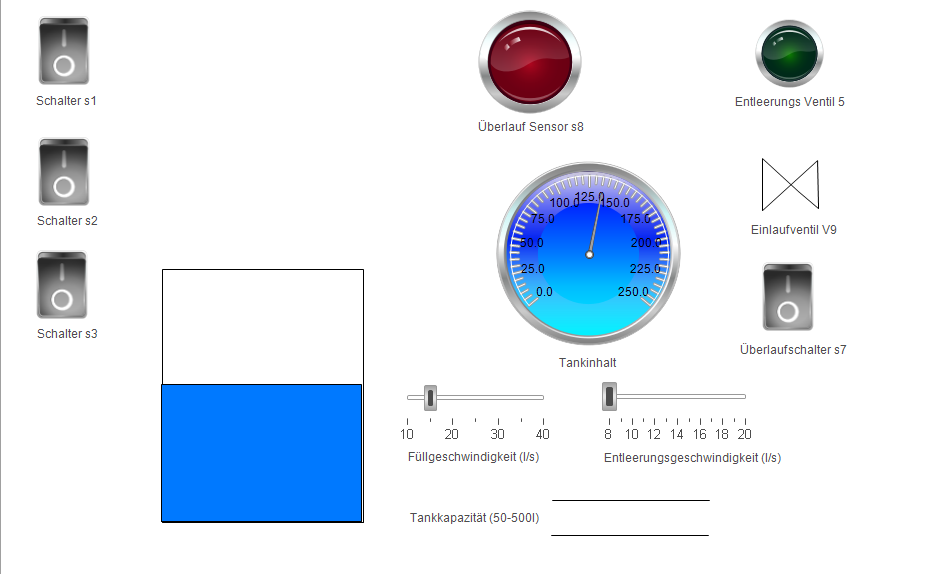 Schalter s1
Überlauf Sensor s8
Entleerungs Ventil 5
Schalter s2
Einlaufventil V9
Schalter s3
0.0
25.0
50.0
75.0
100.0
125.0
150.0
175.0
200.0
225.0
250.0
Tankinhalt
Überlaufschalter s7
10 20 30 40
Füllgeschwindigkeit (l/s)
8 10 12 14 16 18 20
Entleerungsgeschwindigkeit (l/s)
Tankkapazität (50-500l)